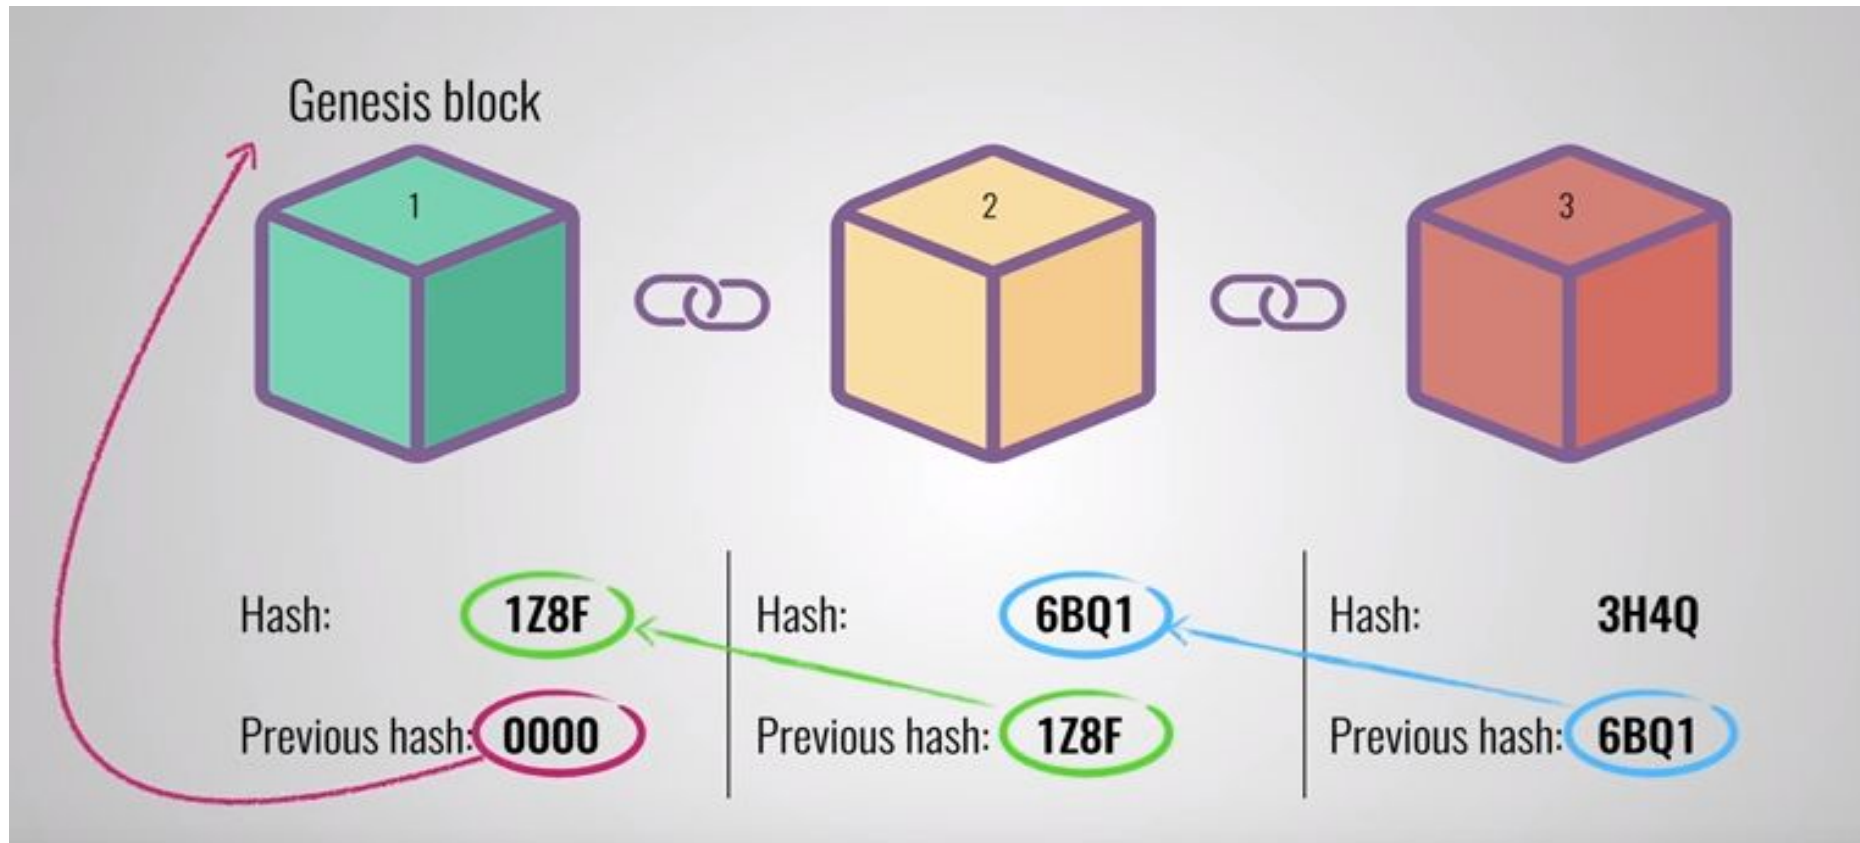 Genesis block
1
2
3
Hash: 1Z8F
Previous hash: 0000
Hash: 6BQ1
Previous hash: 1Z8F
Hash: 3H4Q
Previous hash: 6BQ1